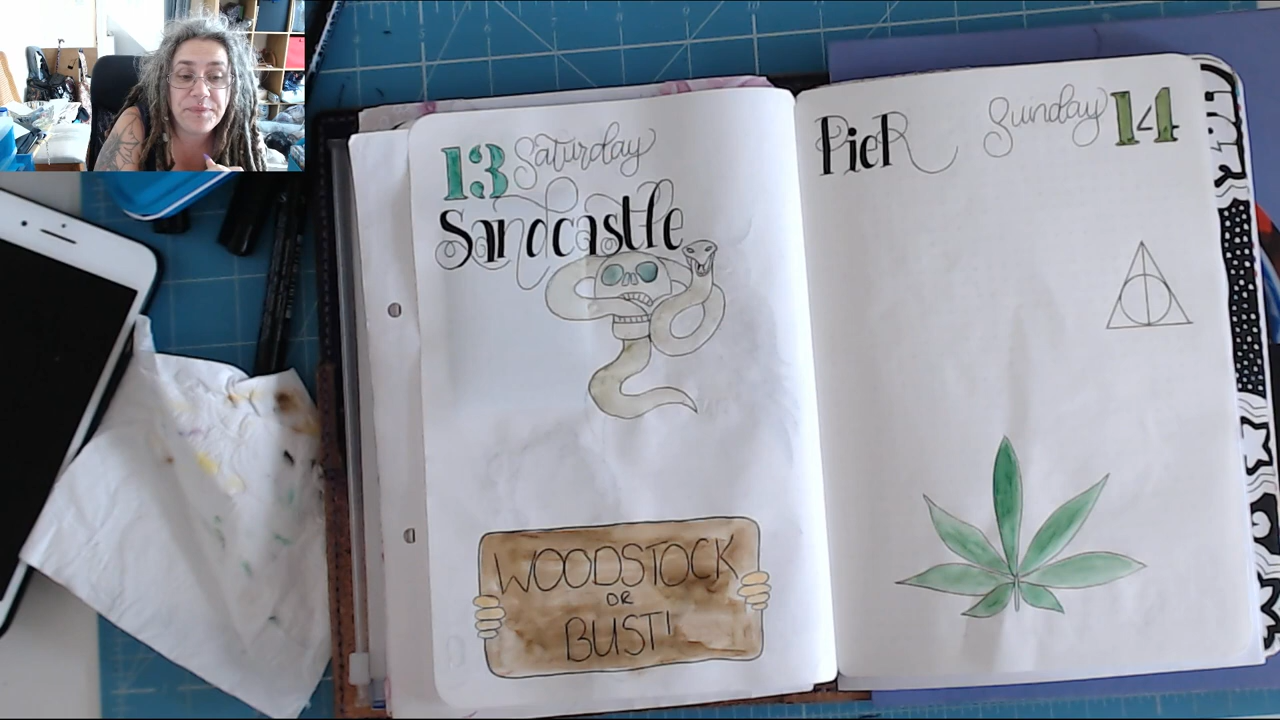 13 Saturday
Sandcastle
WOODSTOCK
OR
BUST!
Pier Sunday 14